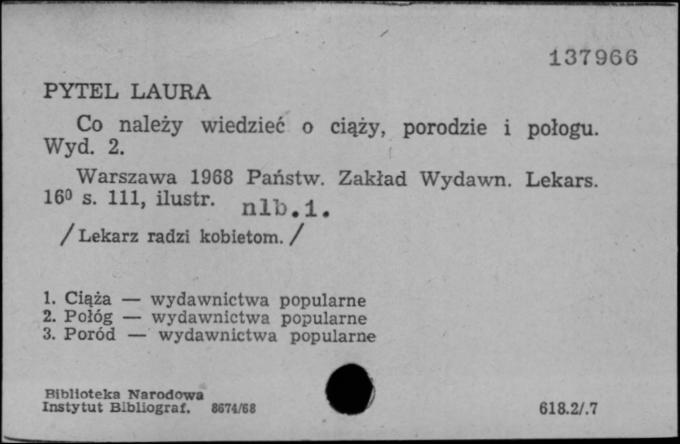 137966
PYTEL LAURA
Co należy wiedzieć o ciąży, porodzie i połogu.
Wyd. 2.
Warszawa 1968 Państw. Zakład Wydawn. Lekars.
16⁰ s. 111, ilustr. nlb.1.
/Lekarz radzi kobietom./
1. Ciąża — wydawnictwa popularne
2. Połóg — wydawnictwa popularne
3. Poród — wydawnictwa popularne
Biblioteka Narodowa
Instytut Bibliograf. 8674/68 618.2/.7